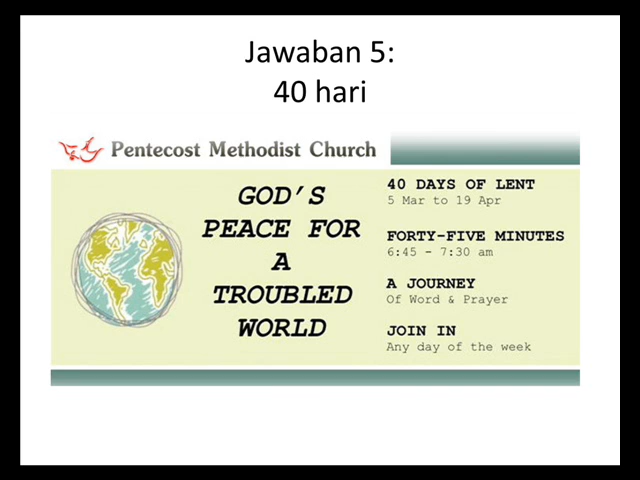 Jawaban 5:
40 hari
Pentecost Methodist Church
GOD'S
PEACE FOR
A
TROUBLED
WORLD
40 DAYS OF LENT
5 Mar to 19 Apr
FORTY-FIVE MINUTES
6:45 - 7:30 am
A JOURNEY
Of Word & Prayer
JOIN IN
Any day of the week